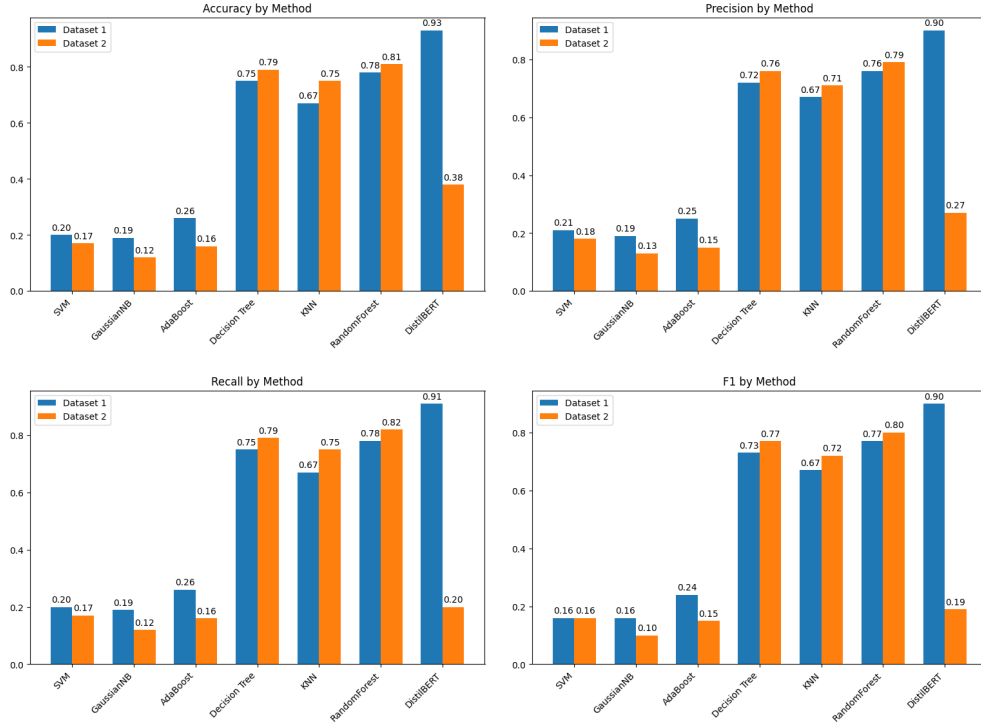 Accuracy by Method
Dataset 1
Dataset 2
0.20
0.17
0.19
0.12
0.26
0.16
0.75
0.79
0.67
0.75
0.78
0.81
0.93
0.38
0.0
0.2
0.4
0.6
0.8
SVM
GaussianNB
AdaBoost
Decision Tree
KNN
RandomForest
DistilBERT
Precision by Method
Dataset 1
Dataset 2
0.21
0.18
0.19
0.13
0.25
0.15
0.72
0.76
0.67
0.71
0.76
0.79
0.90
0.27
0.0
0.2
0.4
0.6
0.8
SVM
GaussianNB
AdaBoost
Decision Tree
KNN
RandomForest
DistilBERT
Recall by Method
Dataset 1
Dataset 2
0.20
0.17
0.19
0.12
0.26
0.16
0.75
0.79
0.67
0.75
0.78
0.82
0.91
0.20
0.0
0.2
0.4
0.6
0.8
SVM
GaussianNB
AdaBoost
Decision Tree
KNN
RandomForest
DistilBERT
F1 by Method
Dataset 1
Dataset 2
0.16
0.16
0.16
0.10
0.24
0.15
0.73
0.77
0.67
0.72
0.77
0.80
0.90
0.19
0.0
0.2
0.4
0.6
0.8
SVM
GaussianNB
AdaBoost
Decision Tree
KNN
RandomForest
DistilBERT